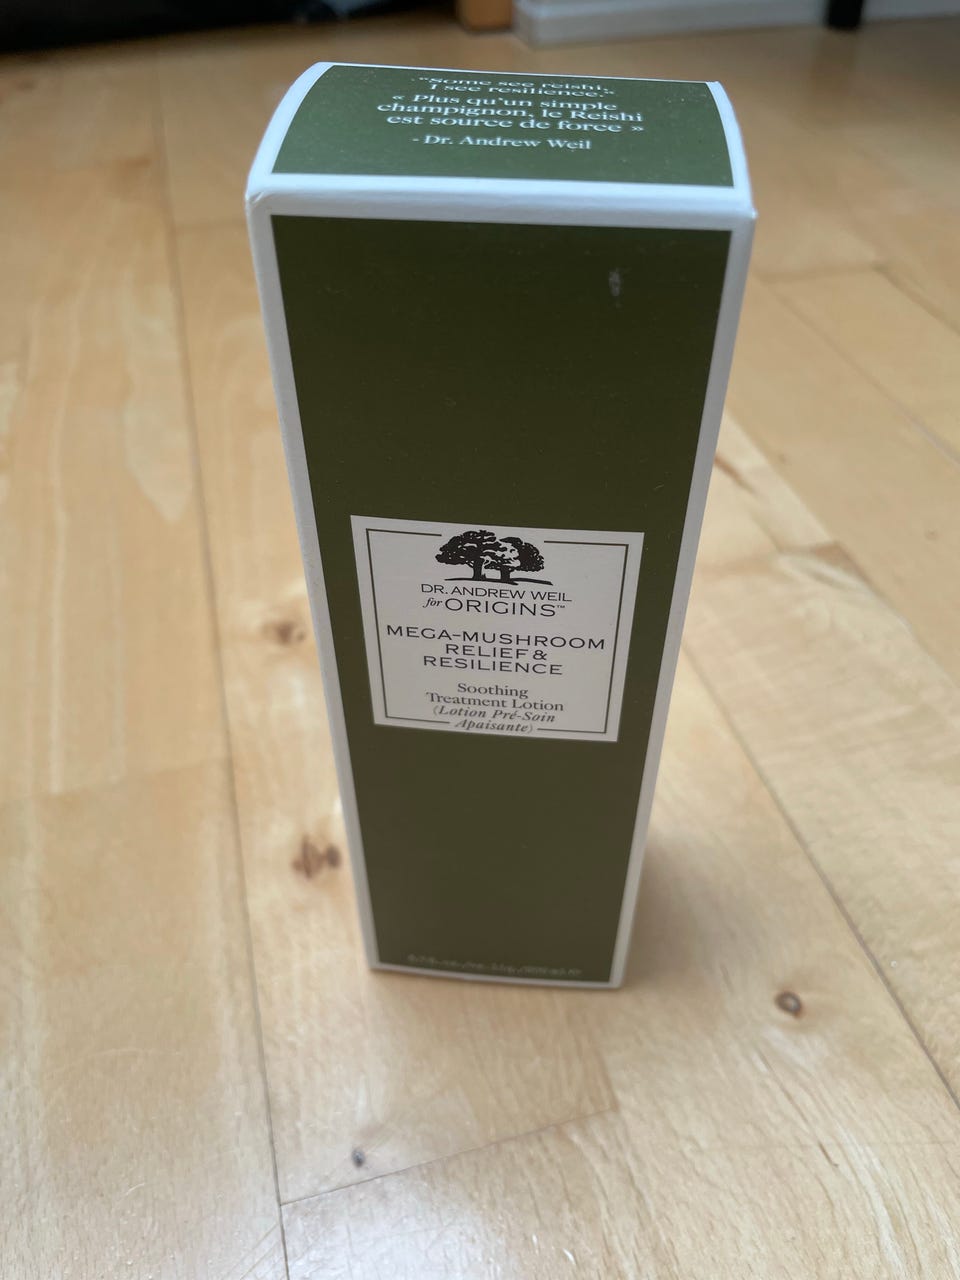 "Some see reishi,
I see resilience."
« Plus qu'un simple
champignon, le Reishi
est source de force »
- Dr. Andrew Weil
DR. ANDREW WEIL
for ORIGINS™
MEGA-MUSHROOM
RELIEF &
RESILIENCE
Soothing
Treatment Lotion
(Lotion Pré-Soin
Apaisante)